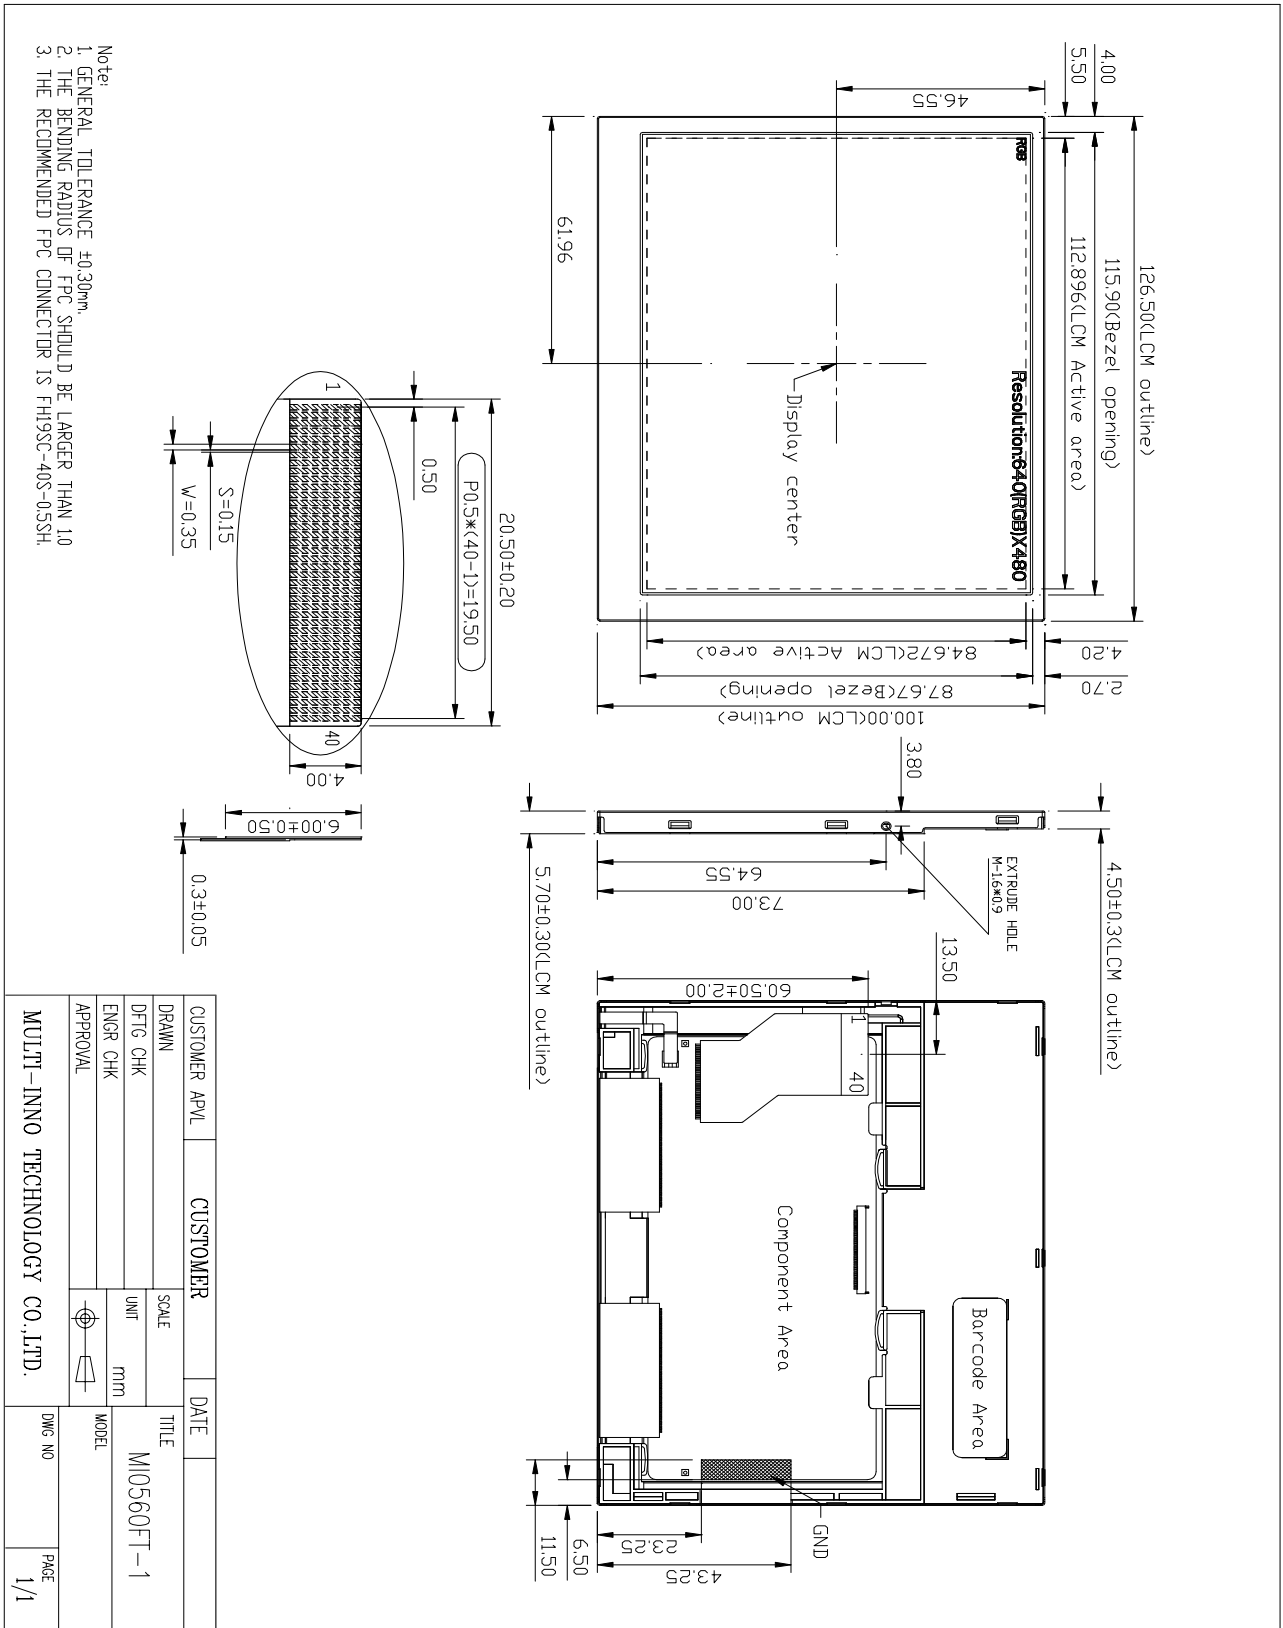 126.50(LCM outline)
115.90(Bezel opening)
112.896(LCM Active area)
4.00
5.50
46.55
61.96
RGB
Resolution:640(RGB)X480
Display center
4.20
2.70
84.672(LCM Active area)
87.67(Bezel opening)
100.00(LCM outline)
4.50±0.3(LCM outline)
3.80
EXTRUDE HOLE
M-1.6*0.9
64.55
73.00
5.70±0.30(LCM outline)
13.50
60.50±2.00
1
40
Component Area
Barcode Area
GND
23.25
43.25
6.50
11.50
20.50±0.20
P0.5*(40-1)=19.50
0.50
1
40
S=0.15
W=0.35
4.00
6.00±0.50
0.3±0.05
Note:
1. GENERAL TOLERANCE ±0.30mm.
2. THE BENDING RADIUS OF FPC SHOULD BE LARGER THAN 1.0
3. THE RECOMMENDED FPC CONNECTOR IS FH19SC-40S-0.5SH.
CUSTOMER APVL
CUSTOMER
DATE
DRAWN
DFTG CHK
ENGR CHK
APPROVAL
SCALE
UNIT
mm
TITLE
MI0560FT-1
MODEL
MULTI-INNO TECHNOLOGY CO.,LTD.
DWG NO
PAGE
1/1